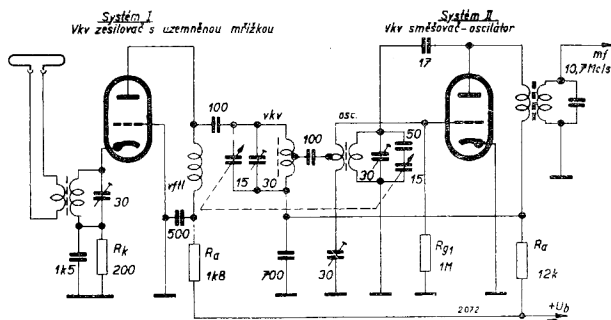 Systém I
Vkv zesilovač s uzemněnou mřížkou
Systém II
Vkv směšovač-oscilátor
17
mf
10,7Mc/s
100
vkv
100
osc.
50
30
vftl
15
30
30
15
500
Rk
200
1k5
Ra
1k8
700
30
Rg1
1M
Ra
12k
2072
+Ub